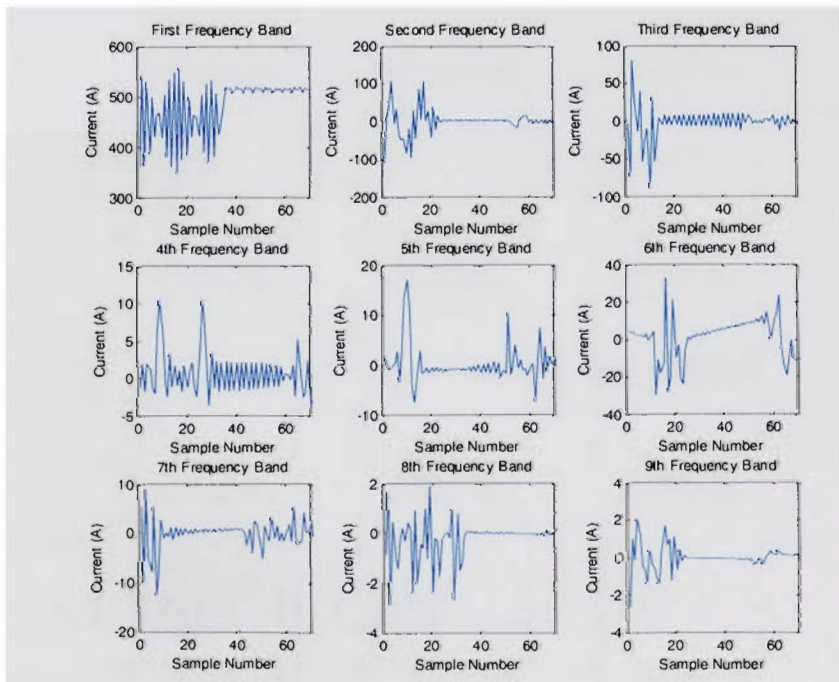 First Frequency Band
Second Frequency Band
Third Frequency Band
600
500
400
300
Current (A)
0 20 40 60
Sample Number
200
100
0
-100
-200
Current (A)
0 20 40 60
Sample Number
100
50
0
-50
-100
Current (A)
0 20 40 60
Sample Number
4th Frequency Band
5th Frequency Band
6th Frequency Band
15
10
5
0
-5
Current (A)
0 20 40 60
Sample Number
20
10
0
-10
Current (A)
0 20 40 60
Sample Number
40
20
0
-20
-40
Current (A)
0 20 40 60
Sample Number
7th Frequency Band
8th Frequency Band
9th Frequency Band
10
0
-10
-20
Current (A)
0 20 40 60
Sample Number
2
0
-2
-4
Current (A)
0 20 40 60
Sample Number
4
2
0
-2
-4
Current (A)
0 20 40 60
Sample Number